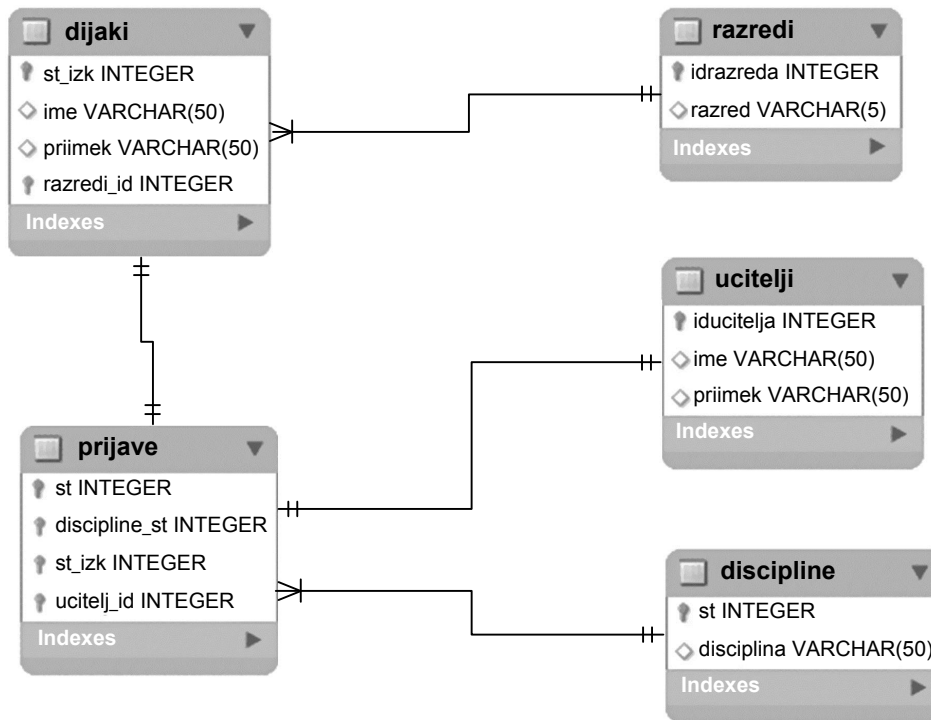 dijaki
st_izk INTEGER
ime VARCHAR(50)
priimek VARCHAR(50)
razredi_id INTEGER
Indexes
razredi
idrazreda INTEGER
razred VARCHAR(5)
Indexes
ucitelji
iducitelja INTEGER
ime VARCHAR(50)
priimek VARCHAR(50)
Indexes
prijave
st INTEGER
discipline_st INTEGER
st_izk INTEGER
ucitelj_id INTEGER
Indexes
discipline
st INTEGER
disciplina VARCHAR(50)
Indexes